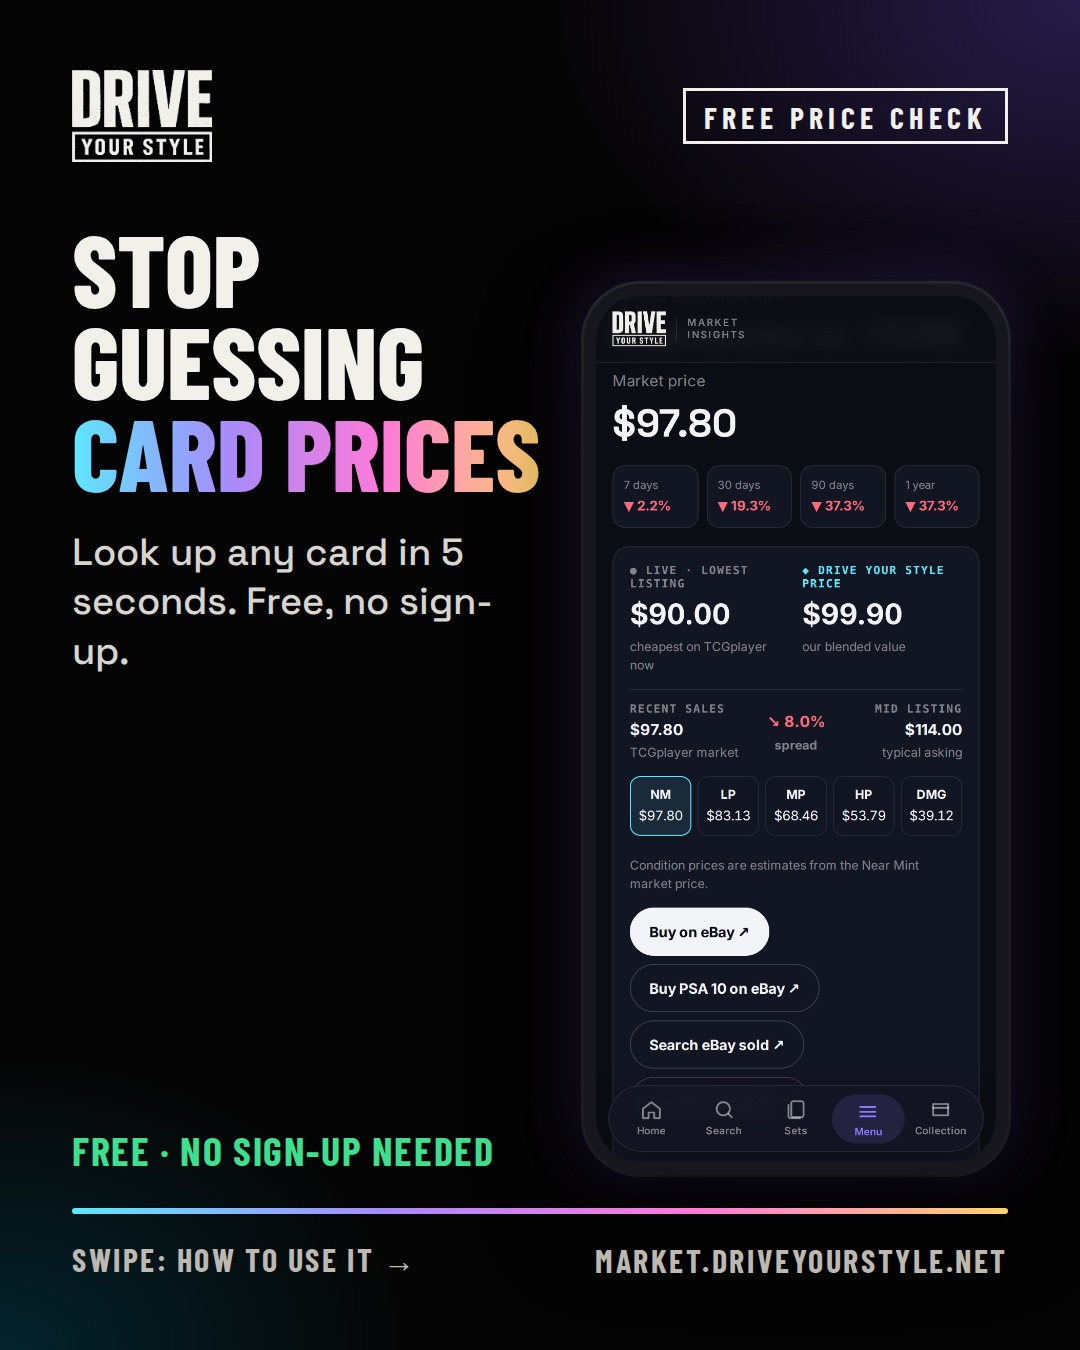 DRIVE
YOUR STYLE
FREE PRICE CHECK
STOP
GUESSING
CARD PRICES
Look up any card in 5
seconds. Free, no sign-
up.
DRIVE
YOUR STYLE
MARKET
INSIGHTS
Market price
$97.80
7 days
▼ 2.2%
30 days
▼ 19.3%
90 days
▼ 37.3%
1 year
▼ 37.3%
● LIVE · LOWEST
LISTING
$90.00
cheapest on TCGplayer
now
◆ DRIVE YOUR STYLE
PRICE
$99.90
our blended value
RECENT SALES
$97.80
TCGplayer market
↘ 8.0%
spread
MID LISTING
$114.00
typical asking
NM
$97.80
LP
$83.13
MP
$68.46
HP
$53.79
DMG
$39.12
Condition prices are estimates from the Near Mint
market price.
Buy on eBay ↗
Buy PSA 10 on eBay ↗
Search eBay sold ↗
Home
Search
Sets
Menu
Collection
FREE · NO SIGN-UP NEEDED
SWIPE: HOW TO USE IT →
MARKET.DRIVEYOURSTYLE.NET